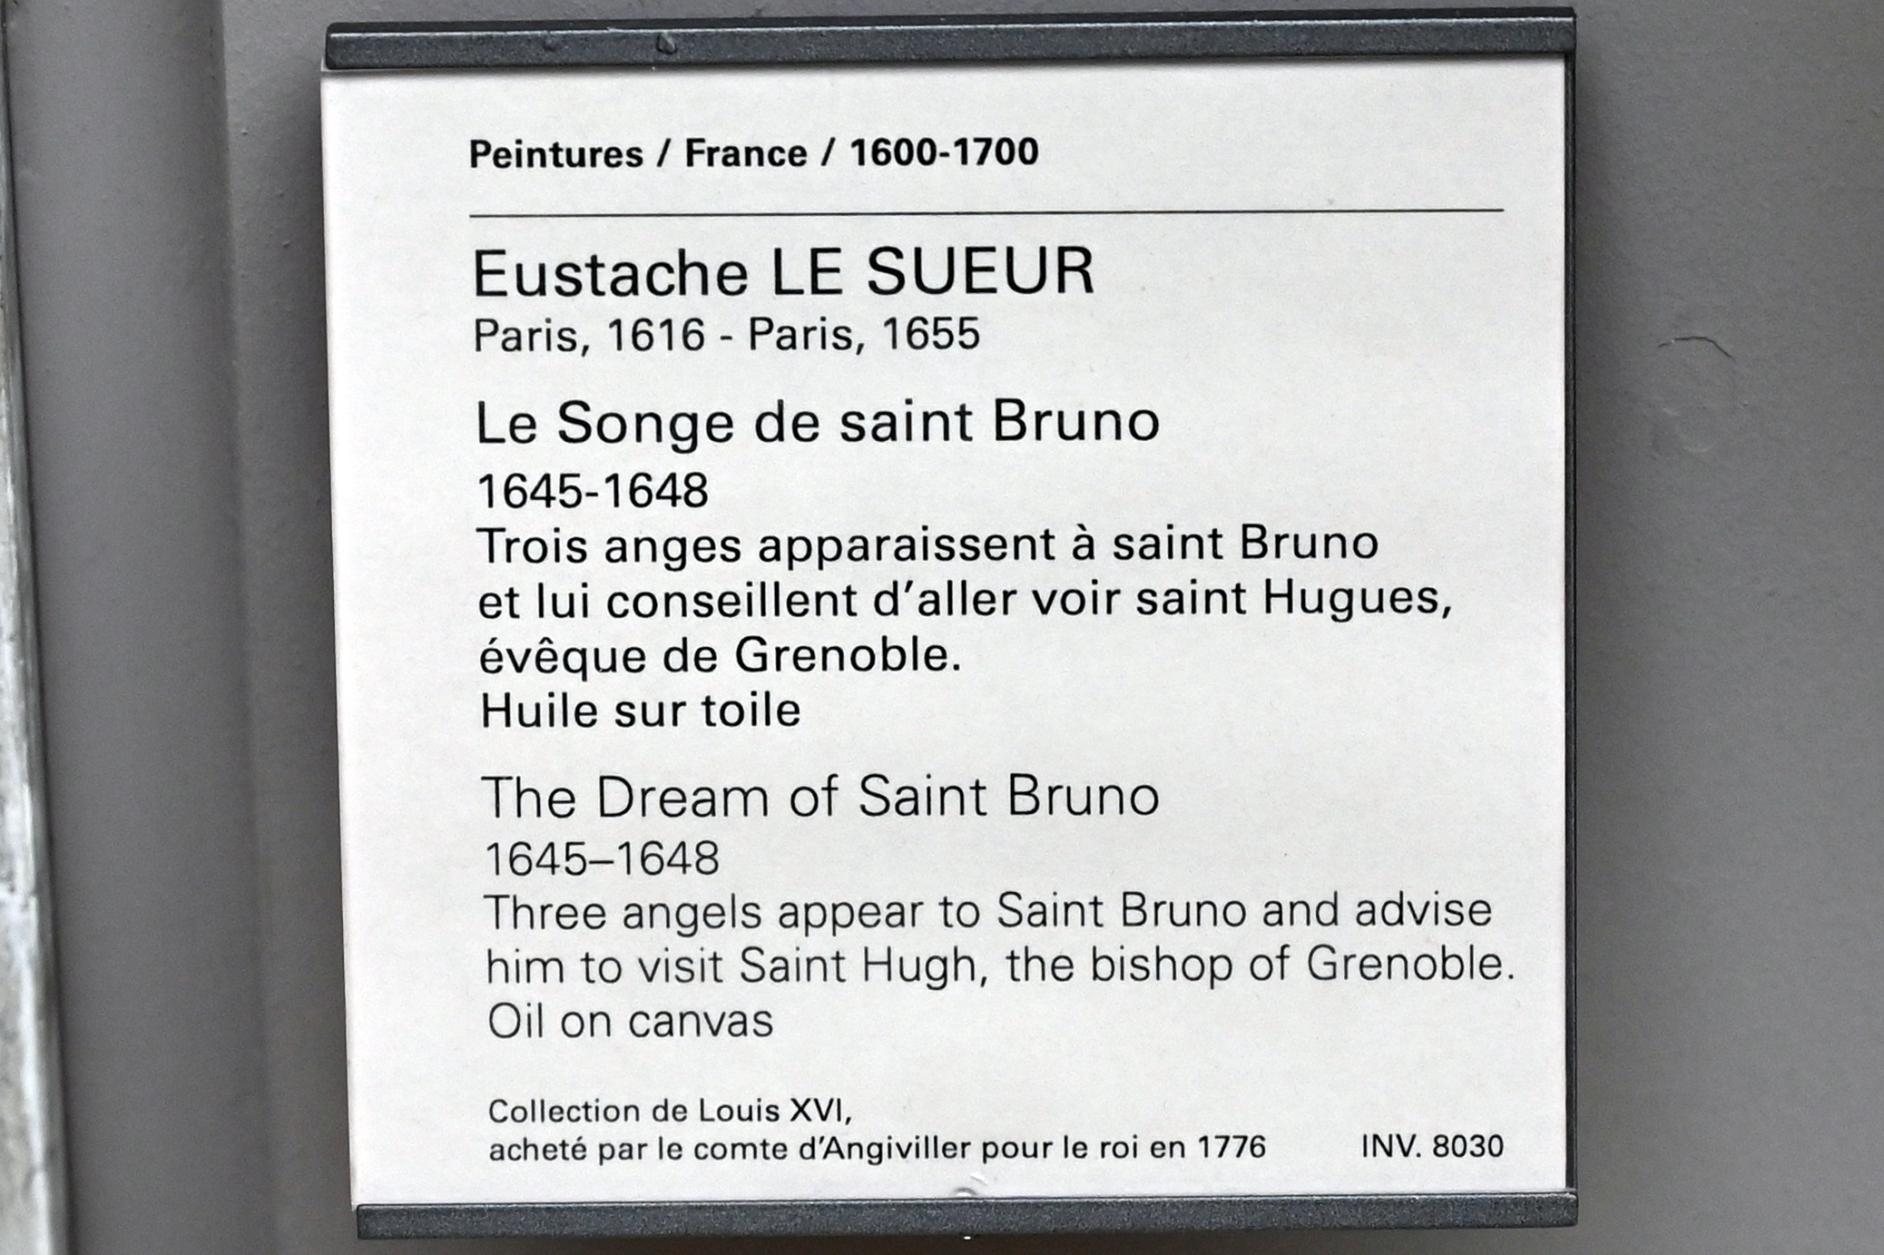 Peintures / France / 1600-1700
Eustache LE SUEUR
Paris, 1616 - Paris, 1655
Le Songe de saint Bruno
1645-1648
Trois anges apparaissent à saint Bruno
et lui conseillent d'aller voir saint Hugues,
évêque de Grenoble.
Huile sur toile
The Dream of Saint Bruno
1645–1648
Three angels appear to Saint Bruno and advise
him to visit Saint Hugh, the bishop of Grenoble.
Oil on canvas
Collection de Louis XVI,
acheté par le comte d'Angiviller pour le roi en 1776 INV. 8030